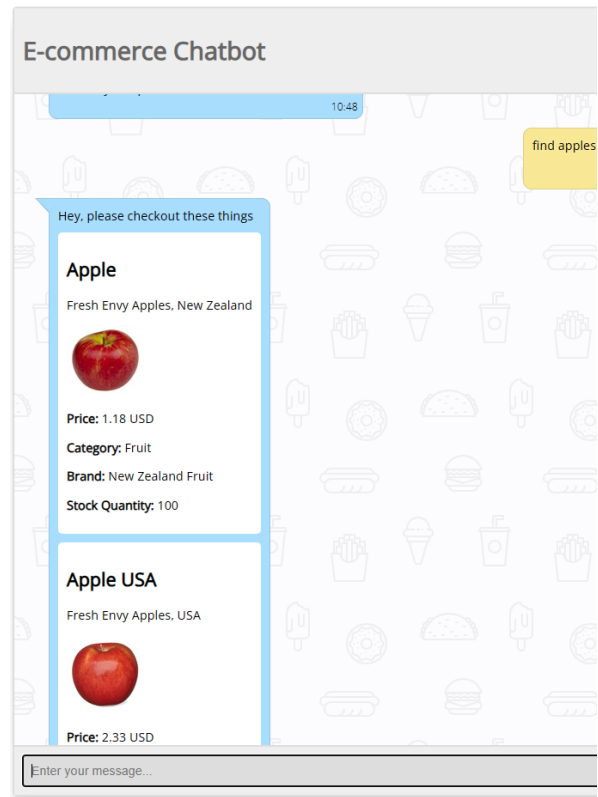 E-commerce Chatbot
10:48
find apples
Hey, please checkout these things
Apple
Fresh Envy Apples, New Zealand
Price: 1.18 USD
Category: Fruit
Brand: New Zealand Fruit
Stock Quantity: 100
Apple USA
Fresh Envy Apples, USA
Price: 2.33 USD
Enter your message...